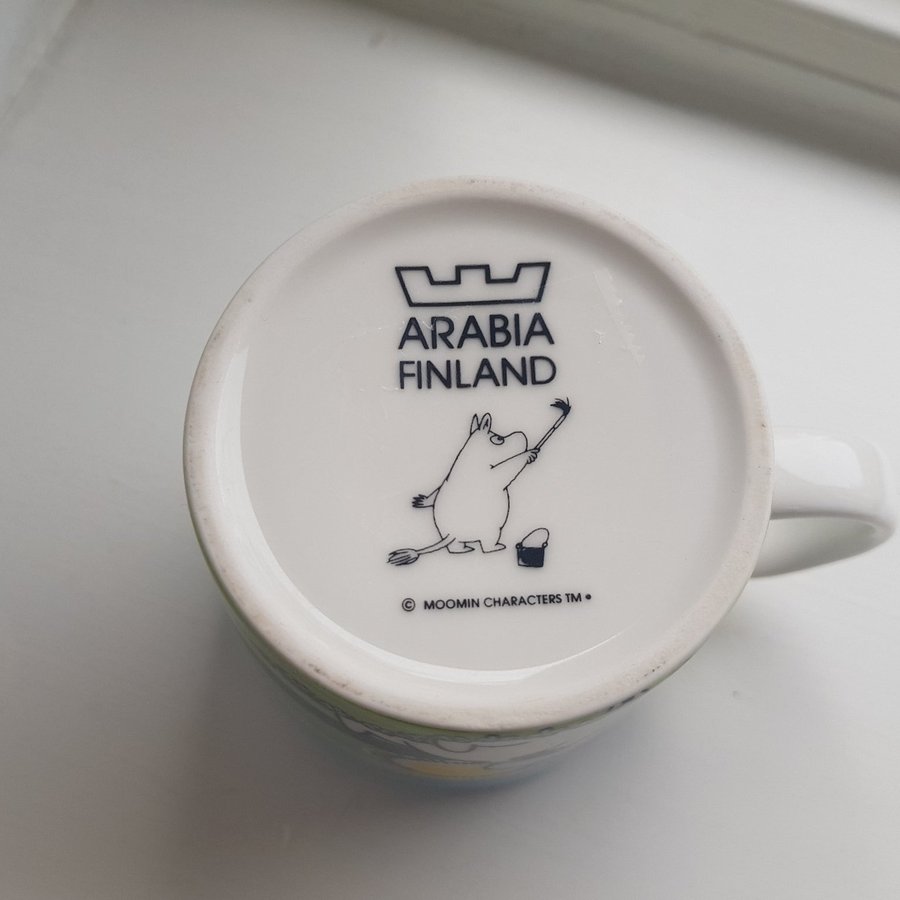 ARABIA
FINLAND
© MOOMIN CHARACTERS TM •